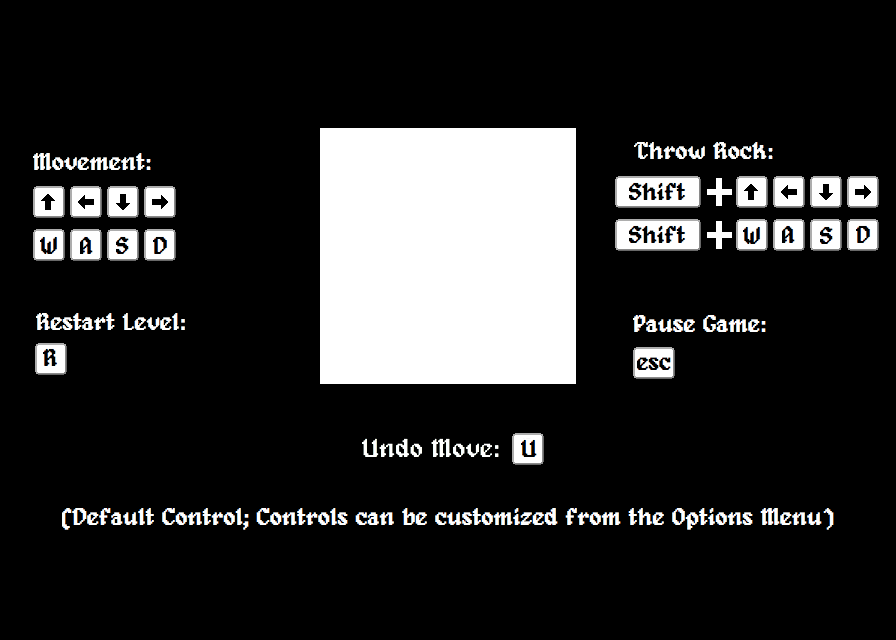 Movement:
↑ ← ↓ →
W A S D
Restart Level:
R
Throw Rock:
Shift + ↑ ← ↓ →
Shift + W A S D
Pause Game:
esc
Undo Move: U
(Default Control; Controls can be customized from the Options Menu)